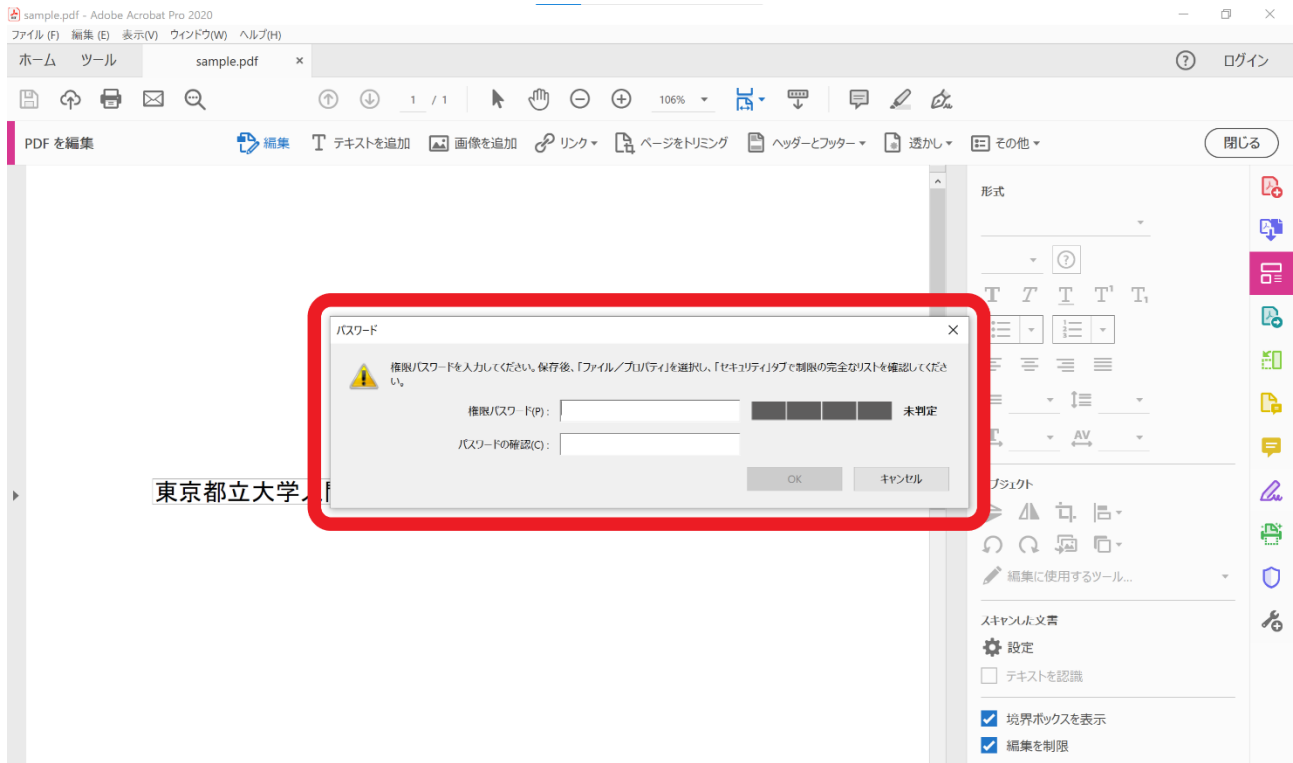 sample.pdf - Adobe Acrobat Pro 2020
ファイル (F) 編集 (E) 表示(V) ウィンドウ(W) ヘルプ(H)
ホーム ツール sample.pdf × ? ログイン
1 / 1 106%
PDF を編集 編集 テキストを追加 画像を追加 リンク ページをトリミング ヘッダーとフッター 透かし その他 閉じる
形式
パスワード
権限パスワードを入力してください。保存後、「ファイル／プロパティ」を選択し、「セキュリティ」タブで制限の完全なリストを確認してくださ
い。
権限パスワード(P) : 未判定
パスワードの確認(C) :
OK キャンセル
東京都立大学
ブジェクト
編集に使用するツール...
スキャンした文書
設定
テキストを認識
境界ボックスを表示
編集を制限